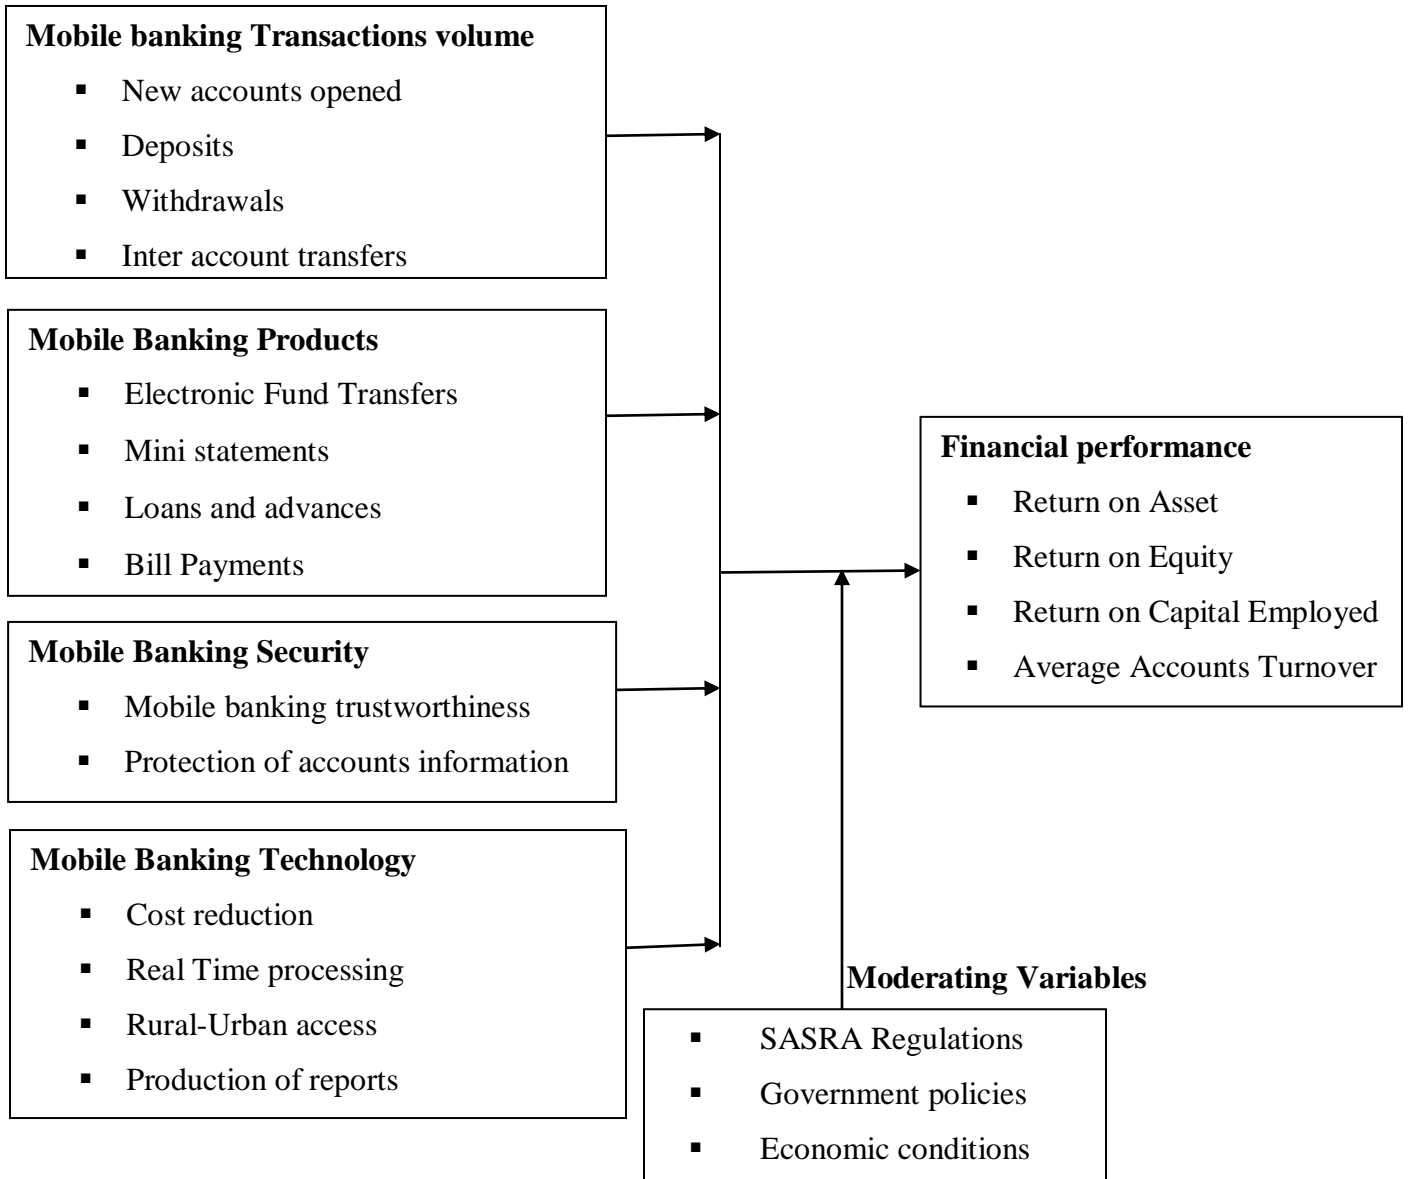 Mobile banking Transactions volume
▪ New accounts opened
▪ Deposits
▪ Withdrawals
▪ Inter account transfers
Mobile Banking Products
▪ Electronic Fund Transfers
▪ Mini statements
▪ Loans and advances
▪ Bill Payments
Mobile Banking Security
▪ Mobile banking trustworthiness
▪ Protection of accounts information
Mobile Banking Technology
▪ Cost reduction
▪ Real Time processing
▪ Rural-Urban access
▪ Production of reports
Financial performance
▪ Return on Asset
▪ Return on Equity
▪ Return on Capital Employed
▪ Average Accounts Turnover
Moderating Variables
▪ SASRA Regulations
▪ Government policies
▪ Economic conditions